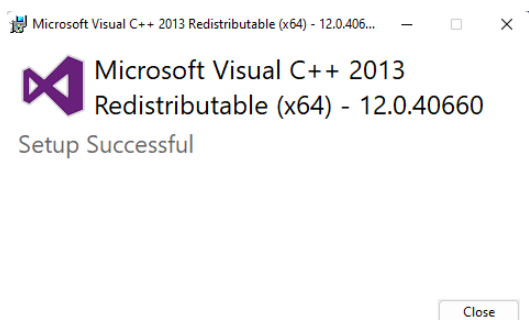 Microsoft Visual C++ 2013 Redistributable (x64) - 12.0.406...
Microsoft Visual C++ 2013
Redistributable (x64) - 12.0.40660
Setup Successful
Close